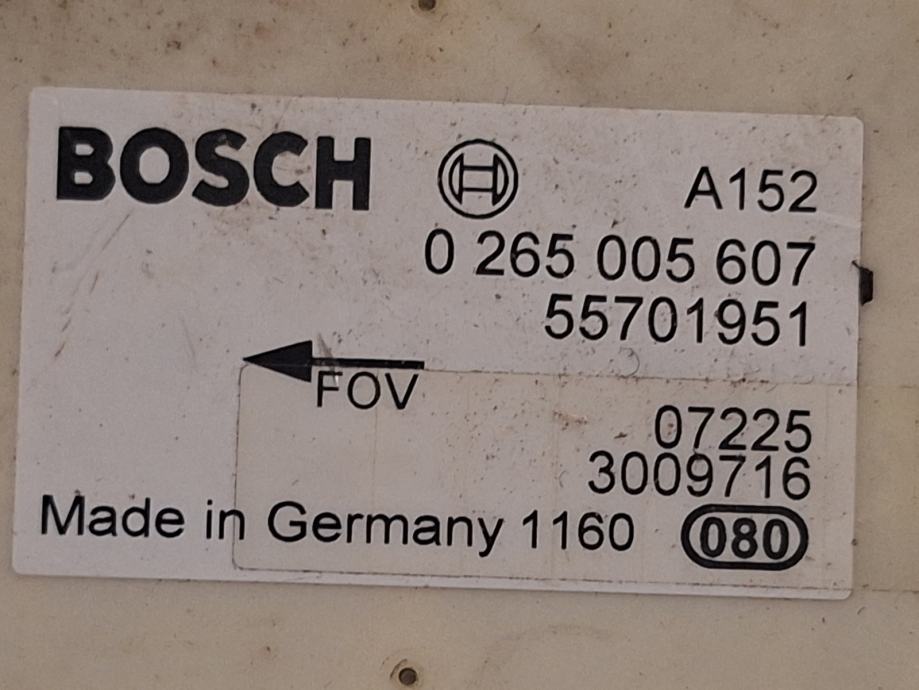 BOSCH A152
0 265 005 607
55701951
FOV
07225
3009716
Made in Germany 1160 080